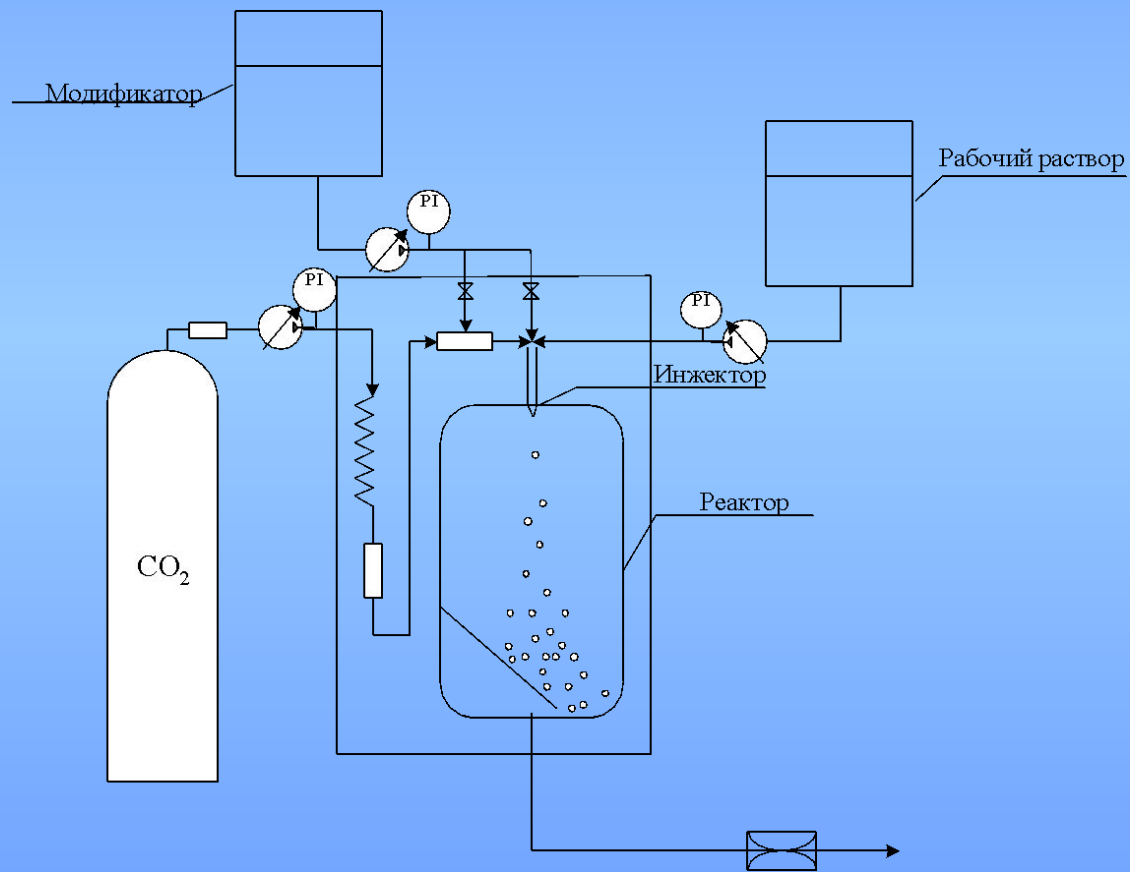 Модификатор
Рабочий раствор
PI
PI
PI
Инжектор
Реактор
CO₂